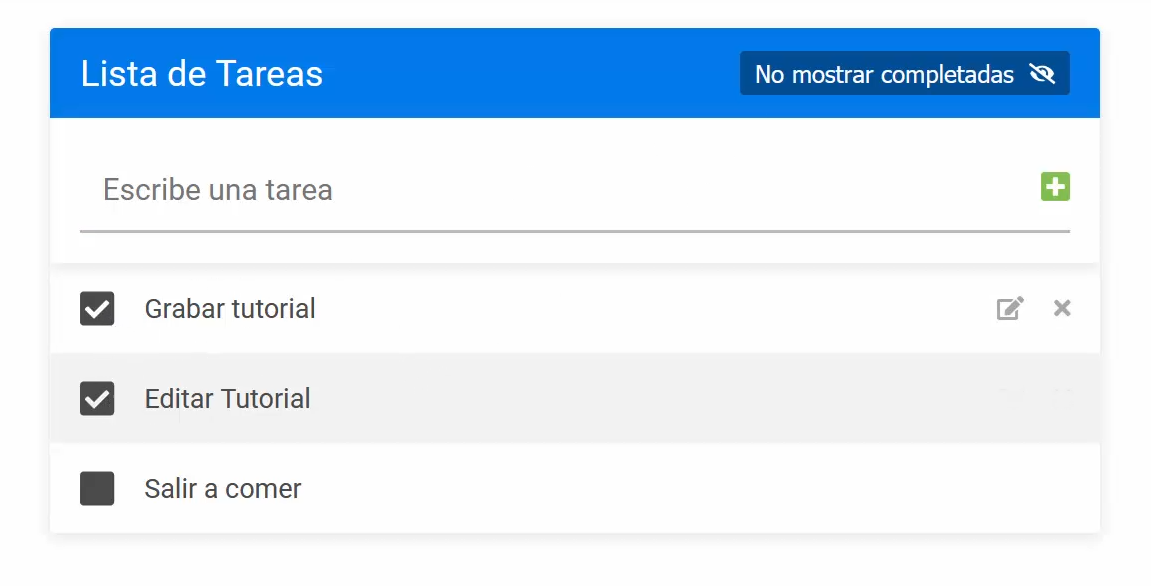 Lista de Tareas
No mostrar completadas
Escribe una tarea
Grabar tutorial
Editar Tutorial
Salir a comer